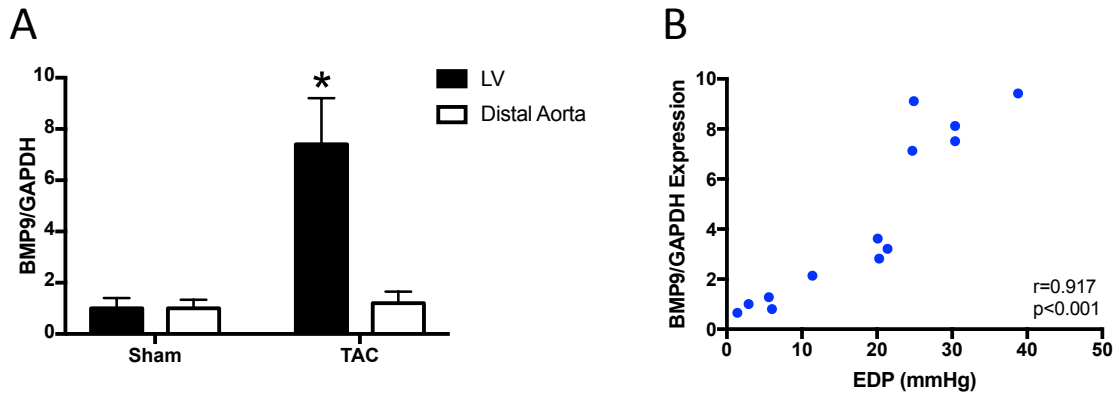 A
BMP9/GAPDH
10
8
6
4
2
0
*
LV
Distal Aorta
Sham
TAC
B
BMP9/GAPDH Expression
10
8
6
4
2
0
r=0.917
p<0.001
0 10 20 30 40 50
EDP (mmHg)